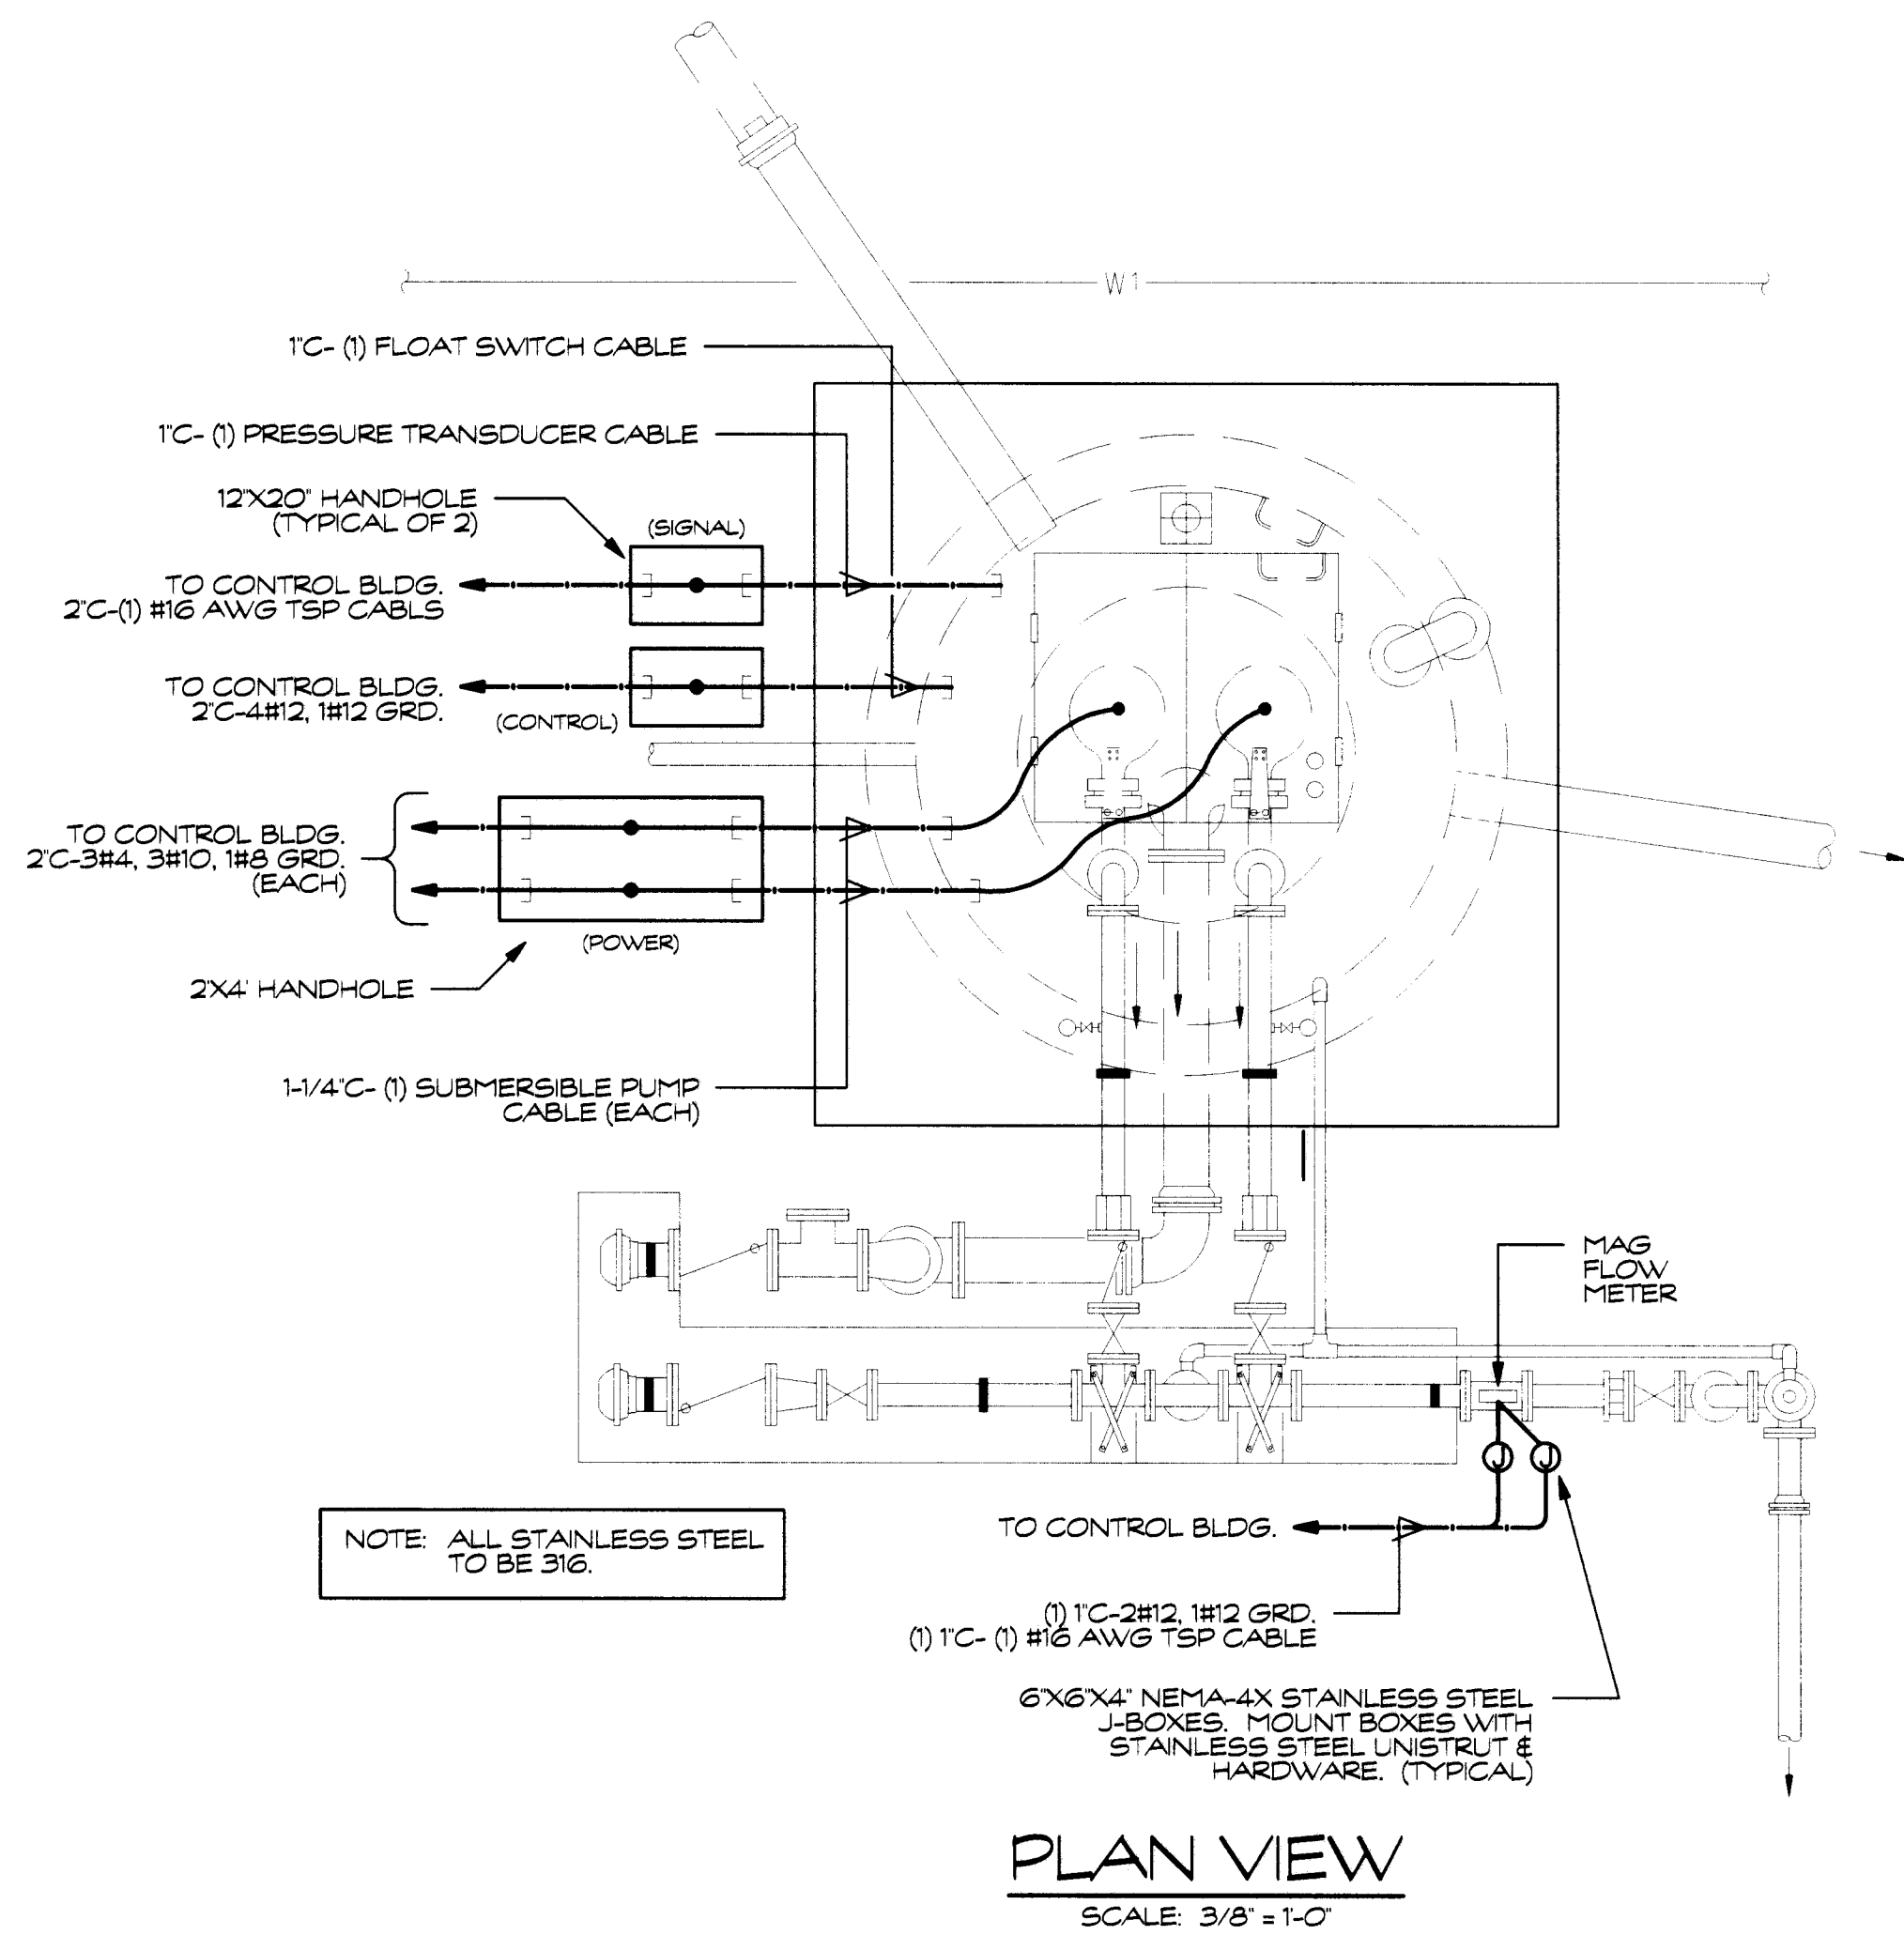 W1
1"C- (1) FLOAT SWITCH CABLE
1"C- (1) PRESSURE TRANSDUCER CABLE
12"X20" HANDHOLE
(TYPICAL OF 2)
(SIGNAL)
TO CONTROL BLDG.
2"C-(1) #16 AWG TSP CABLS
TO CONTROL BLDG.
2"C-4#12, 1#12 GRD.
(CONTROL)
TO CONTROL BLDG.
2"C-3#4, 3#10, 1#8 GRD.
(EACH)
(POWER)
2'X4' HANDHOLE
1-1/4"C- (1) SUBMERSIBLE PUMP
CABLE (EACH)
MAG
FLOW
METER
J J
NOTE: ALL STAINLESS STEEL
TO BE 316.
TO CONTROL BLDG.
(1) 1"C-2#12, 1#12 GRD.
(1) 1"C- (1) #16 AWG TSP CABLE
6"X6"X4" NEMA-4X STAINLESS STEEL
J-BOXES. MOUNT BOXES WITH
STAINLESS STEEL UNISTRUT &
HARDWARE. (TYPICAL)
PLAN VIEW
SCALE: 3/8" = 1'-0"